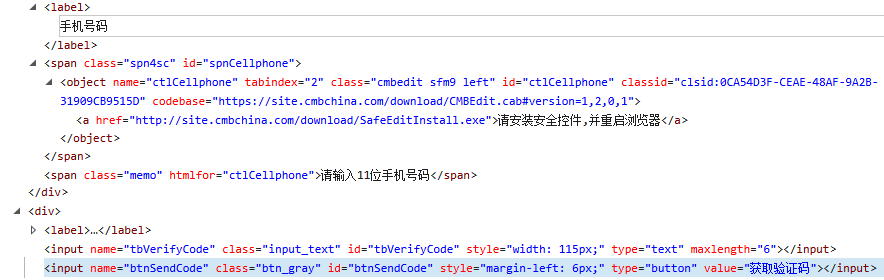 <label>
手机号码
</label>
<span class="spn4sc" id="spnCellphone">
<object name="ctlCellphone" tabindex="2" class="cmbedit sfm9 left" id="ctlCellphone" classid="clsid:0CA54D3F-CEAE-48AF-9A2B-
31909CB9515D" codebase="https://site.cmbchina.com/download/CMBEdit.cab#version=1,2,0,1">
<a href="http://site.cmbchina.com/download/SafeEditInstall.exe">请安装安全控件,并重启浏览器</a>
</object>
</span>
<span class="memo" htmlfor="ctlCellphone">请输入11位手机号码</span>
</div>
<div>
<label>…</label>
<input name="tbVerifyCode" class="input_text" id="tbVerifyCode" style="width: 115px;" type="text" maxlength="6"></input>
<input name="btnSendCode" class="btn_gray" id="btnSendCode" style="margin-left: 6px;" type="button" value="获取验证码"></input>